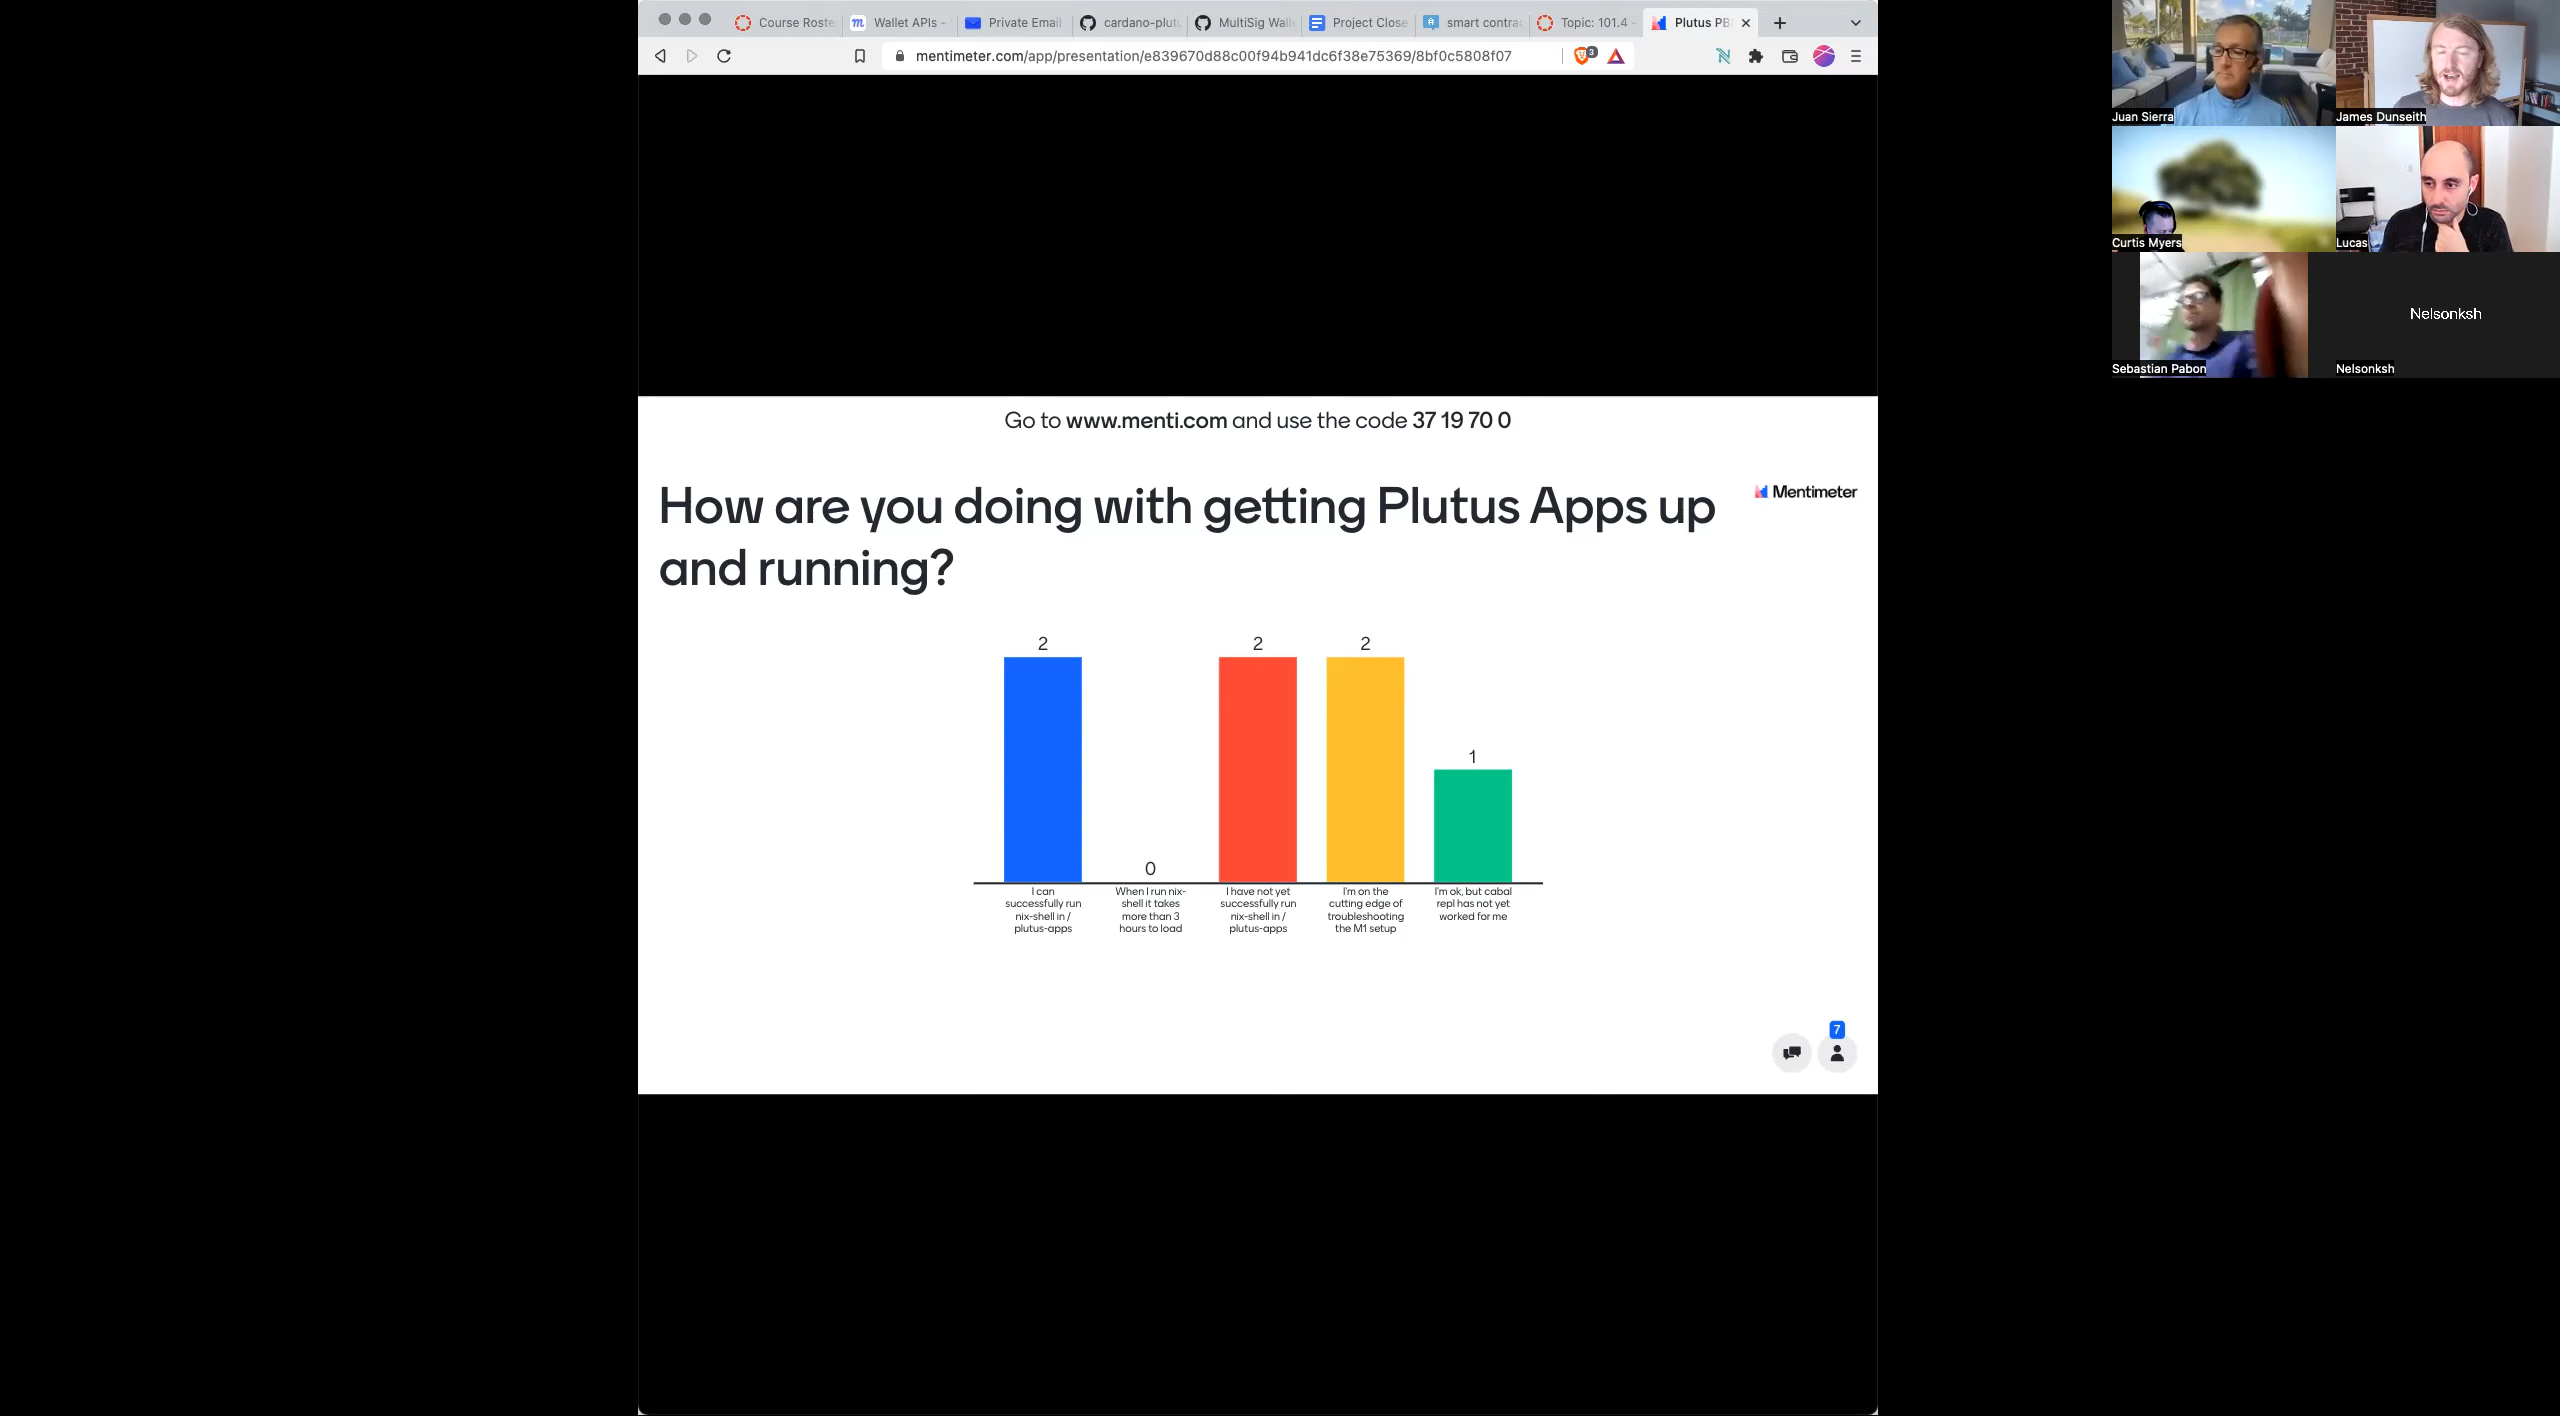 Course Roste
Wallet APIs -
Private Email
cardano-plut
MultiSig Walle
Project Close
smart contrac
Topic: 101.4 -
Plutus PB
mentimeter.com/app/presentation/e839670d88c00f94b941dc6f38e75369/8bf0c5808f07
3
Go to www.menti.com and use the code 37 19 70 0
How are you doing with getting Plutus Apps up
and running?
Mentimeter
2
0
2
2
1
I can
successfully run
nix-shell in /
plutus-apps
When I run nix-
shell it takes
more than 3
hours to load
I have not yet
successfully run
nix-shell in /
plutus-apps
I'm on the
cutting edge of
troubleshooting
the M1 setup
I'm ok, but cabal
repl has not yet
worked for me
7
Juan Sierra
James Dunseith
Curtis Myers
Lucas
Sebastian Pabon
Nelsonksh
Nelsonksh